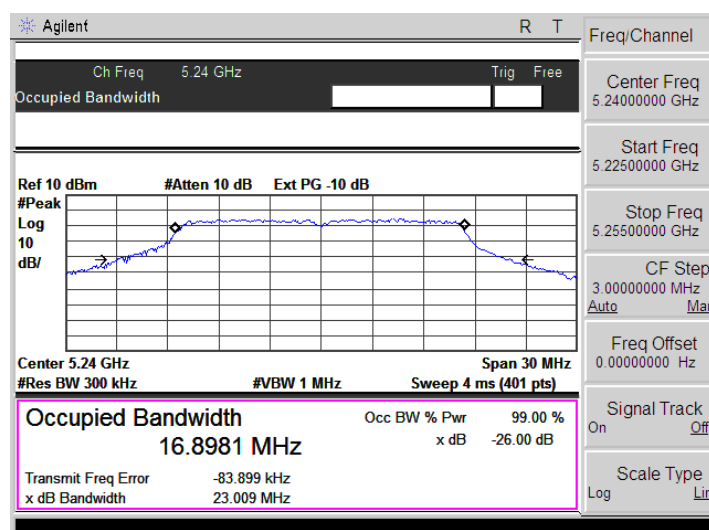 Agilent R T
Ch Freq 5.24 GHz Trig Free
Occupied Bandwidth
Ref 10 dBm #Atten 10 dB Ext PG -10 dB
#Peak
Log
10
dB/
Center 5.24 GHz Span 30 MHz
#Res BW 300 kHz #VBW 1 MHz Sweep 4 ms (401 pts)
Occupied Bandwidth Occ BW % Pwr 99.00 %
16.8981 MHz x dB -26.00 dB
Transmit Freq Error -83.899 kHz
x dB Bandwidth 23.009 MHz
Freq/Channel
Center Freq
5.24000000 GHz
Start Freq
5.22500000 GHz
Stop Freq
5.25500000 GHz
CF Step
3.00000000 MHz
Auto Mar
Freq Offset
0.00000000 Hz
Signal Track
On Off
Scale Type
Log Lin